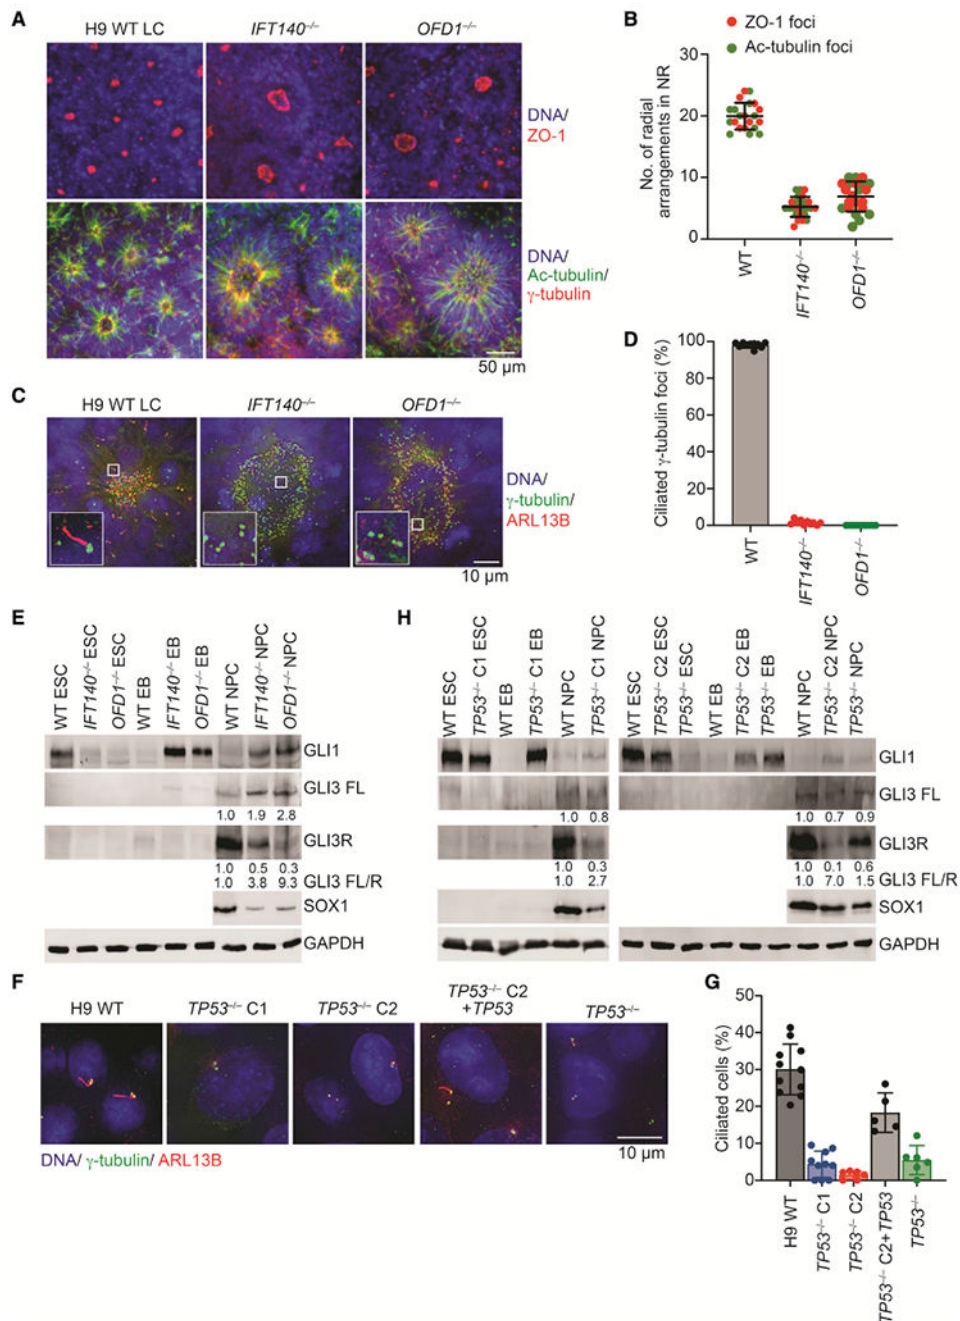 A
H9 WT LC
IFT140–/–
OFD1–/–
DNA/
ZO-1
DNA/
Ac-tubulin/
γ-tubulin
50 μm
B
ZO-1 foci
Ac-tubulin foci
No. of radial
arrangements in NR
30
20
10
0
WT
IFT140–/–
OFD1–/–
C
H9 WT LC
IFT140–/–
OFD1–/–
DNA/
γ-tubulin/
ARL13B
10 μm
D
Ciliated γ-tubulin foci (%)
100
80
60
40
20
0
WT
IFT140–/–
OFD1–/–
E
WT ESC
IFT140–/– ESC
OFD1–/– ESC
WT EB
IFT140–/– EB
OFD1–/– EB
WT NPC
IFT140–/– NPC
OFD1–/– NPC
GLI1
GLI3 FL
1.0 1.9 2.8
GLI3R
1.0 0.5 0.3
1.0 3.8 9.3 GLI3 FL/R
SOX1
GAPDH
H
WT ESC
TP53–/– C1 ESC
WT EB
TP53–/– C1 EB
WT NPC
TP53–/– C1 NPC
WT ESC
TP53–/– C2 ESC
TP53–/– ESC
WT EB
TP53–/– C2 EB
TP53–/– EB
WT NPC
TP53–/– C2 NPC
TP53–/– NPC
GLI1
GLI3 FL
1.0 0.8 1.0 0.7 0.9
GLI3R
1.0 0.3 1.0 0.1 0.6
1.0 2.7 1.0 7.0 1.5 GLI3 FL/R
SOX1
GAPDH
F
H9 WT
TP53–/– C1
TP53–/– C2
TP53–/– C2
+TP53
TP53–/–
10 μm
DNA/ γ-tubulin/ ARL13B
G
Ciliated cells (%)
50
40
30
20
10
0
H9 WT
TP53–/– C1
TP53–/– C2
TP53–/– C2+TP53
TP53–/–